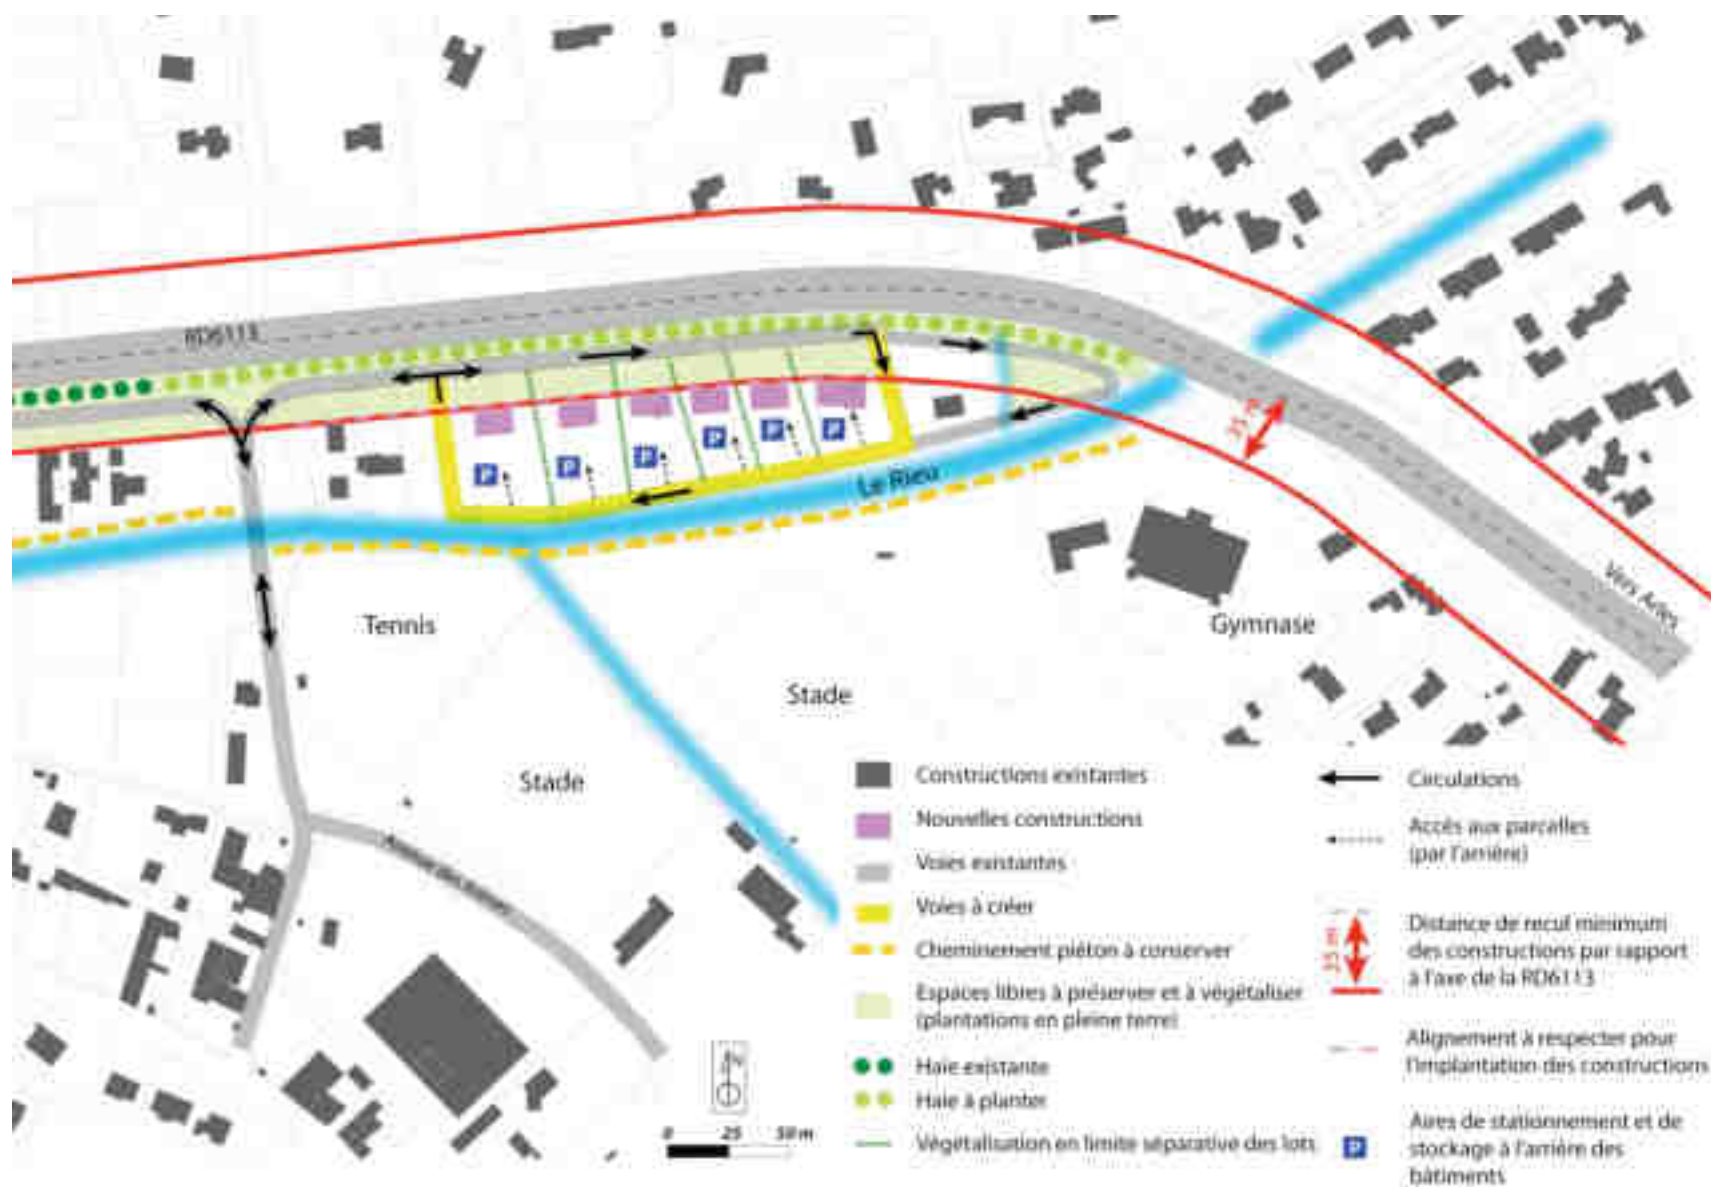 RD6113
35 m
P
P
P
P
P
P
Le Rieu
Vers Arles
Tennis
Gymnase
Stade
Stade
Constructions existantes
Nouvelles constructions
Voies existantes
Voies à créer
Cheminement piéton à conserver
Espaces libres à préserver et à végétaliser
(plantations en pleine terre)
Haie existante
Haie à planter
Végétalisation en limite séparative des lots
Circulations
Accès aux parcelles
(par l'arrière)
35 m
Distance de recul minimum
des constructions par rapport
à l'axe de la RD6113
Alignement à respecter pour
l'implantation des constructions
P
Aires de stationnement et de
stockage à l'arrière des
bâtiments
N
0 25 50 m